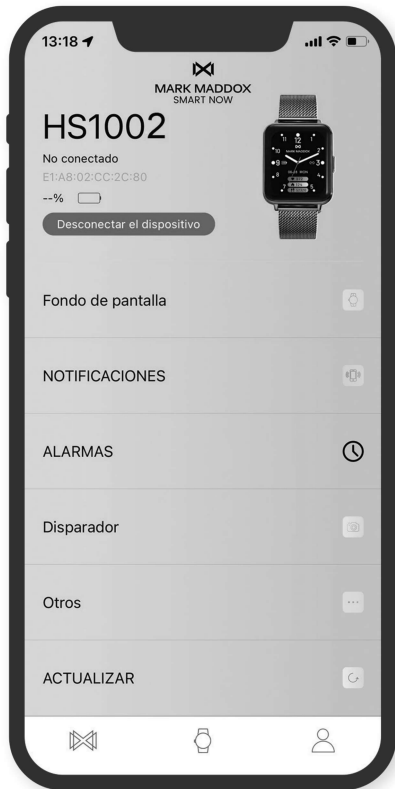 13:18
MARK MADDOX
SMART NOW
HS1002
No conectado
E1:A8:02:CC:2C:80
--%
Desconectar el dispositivo
Fondo de pantalla
NOTIFICACIONES
ALARMAS
Disparador
Otros
ACTUALIZAR